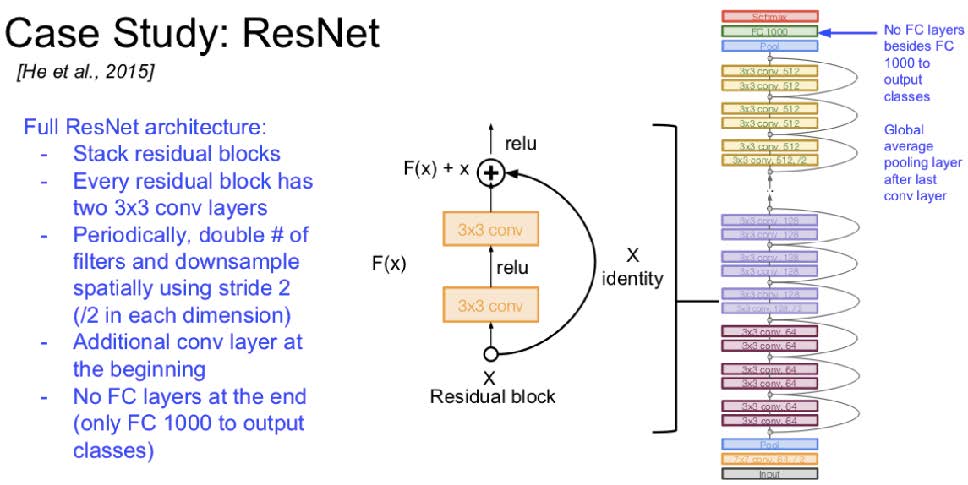 Case Study: ResNet
[He et al., 2015]
Full ResNet architecture:
- Stack residual blocks
- Every residual block has
two 3x3 conv layers
- Periodically, double # of
filters and downsample
spatially using stride 2
(/2 in each dimension)
- Additional conv layer at
the beginning
- No FC layers at the end
(only FC 1000 to output
classes)
relu
F(x) + x
3x3 conv
F(x)
relu
3x3 conv
X
identity
X
Residual block
Softmax
FC 1000
Pool
3x3 conv, 512
3x3 conv, 512
3x3 conv, 512
3x3 conv, 512
3x3 conv, 512
3x3 conv, 512, /2
..
3x3 conv, 128
3x3 conv, 128
3x3 conv, 128
3x3 conv, 128
3x3 conv, 128
3x3 conv, 128, /2
3x3 conv, 64
3x3 conv, 64
3x3 conv, 64
3x3 conv, 64
3x3 conv, 64
3x3 conv, 64
Pool
7x7 conv, 64, / 2
Input
No FC layers
besides FC
1000 to
output
classes
Global
average
pooling layer
after last
conv layer